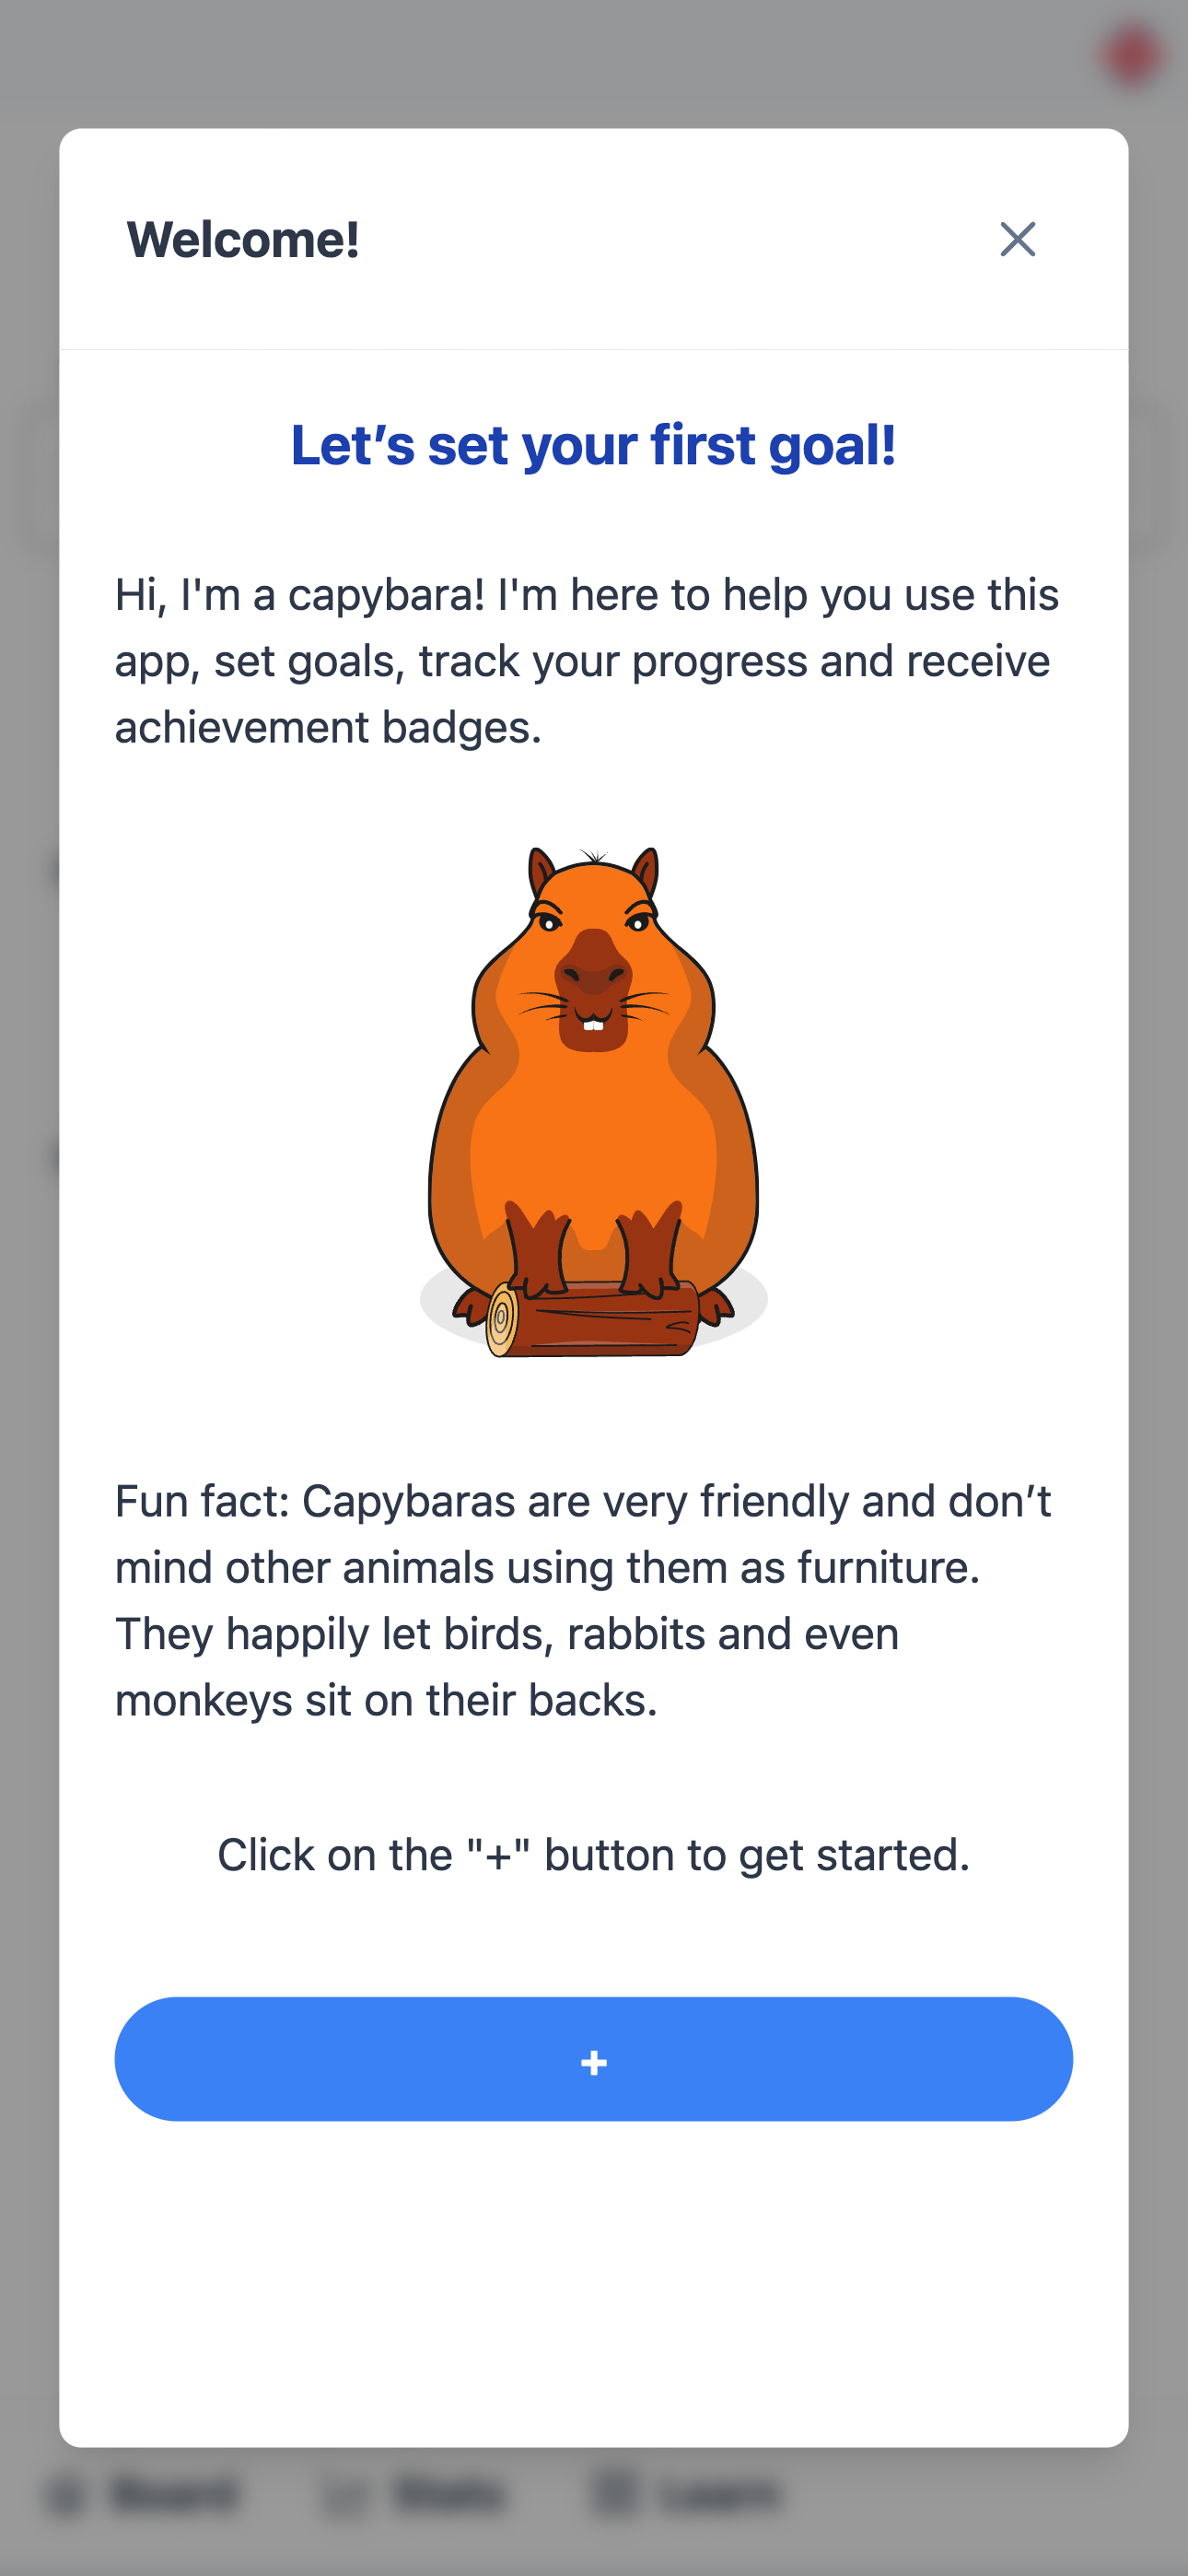 Welcome!
Let’s set your first goal!
Hi, I'm a capybara! I'm here to help you use this
app, set goals, track your progress and receive
achievement badges.
Fun fact: Capybaras are very friendly and don’t
mind other animals using them as furniture.
They happily let birds, rabbits and even
monkeys sit on their backs.
Click on the "+" button to get started.
+
Board Stats Learn